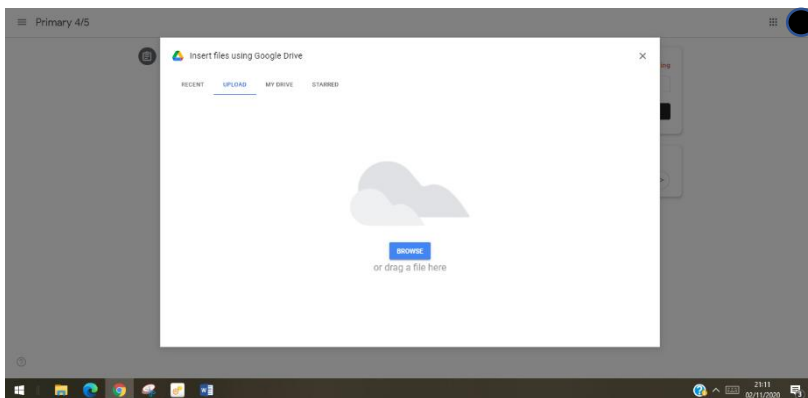 Primary 4/5
Insert files using Google Drive
RECENT UPLOAD MY DRIVE STARRED
BROWSE
or drag a file here
21:11
02/11/2020